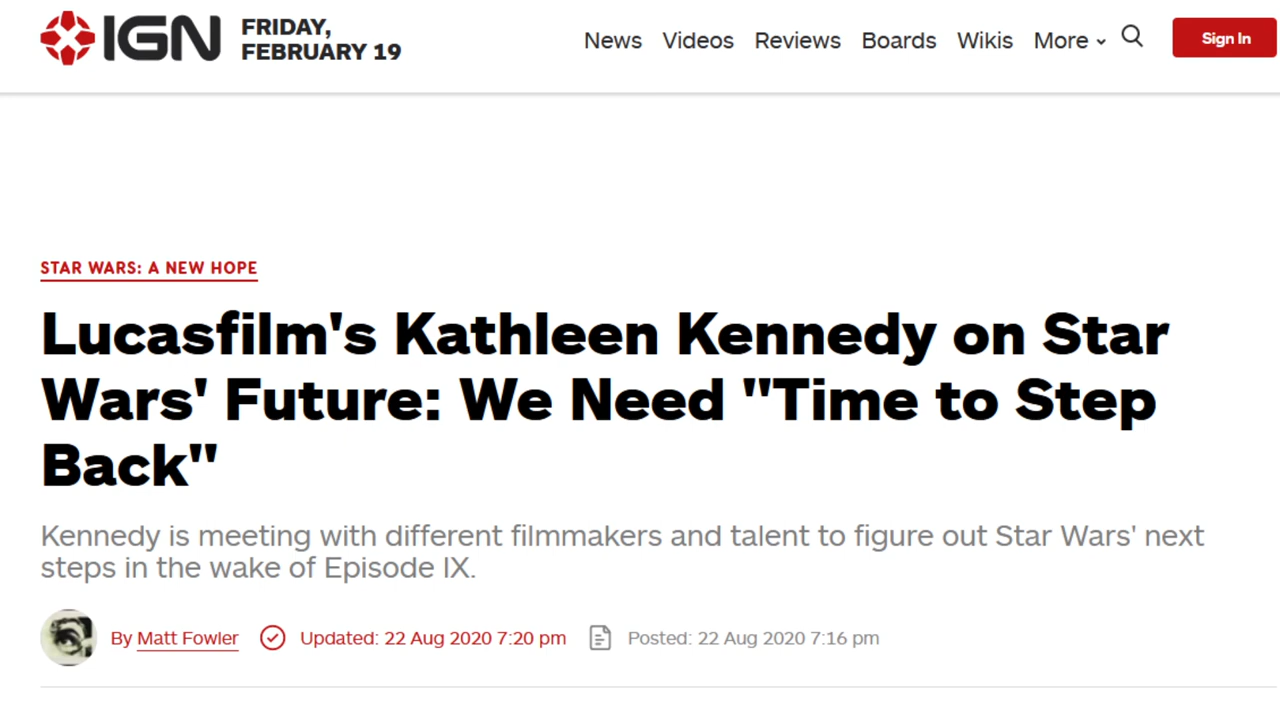 IGN
FRIDAY,
FEBRUARY 19
News Videos Reviews Boards Wikis More Sign In
STAR WARS: A NEW HOPE
Lucasfilm's Kathleen Kennedy on Star
Wars' Future: We Need "Time to Step
Back"
Kennedy is meeting with different filmmakers and talent to figure out Star Wars' next
steps in the wake of Episode IX.
By Matt Fowler Updated: 22 Aug 2020 7:20 pm Posted: 22 Aug 2020 7:16 pm